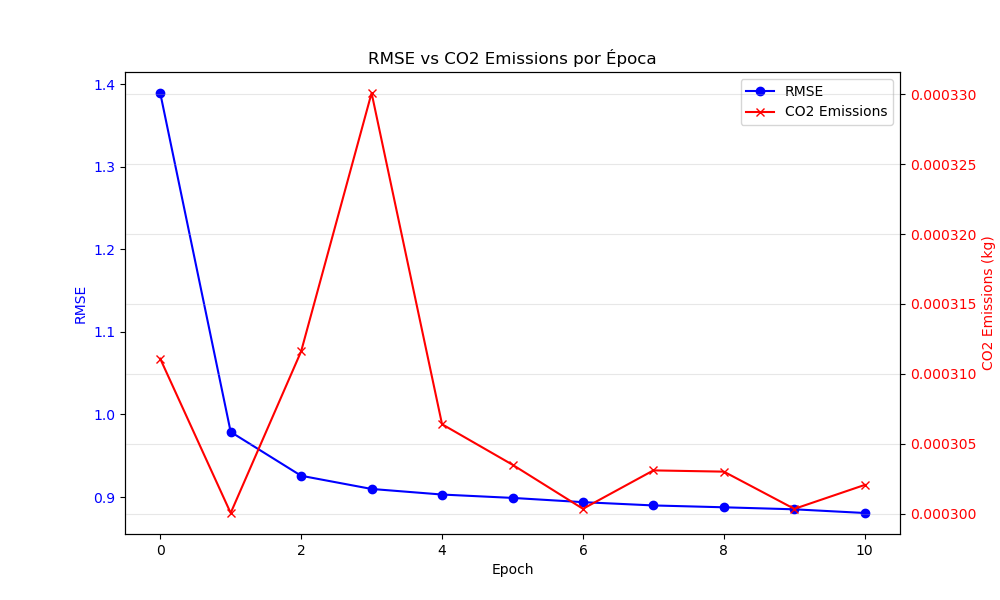 RMSE vs CO2 Emissions por Época
RMSE
CO2 Emissions
1.4
1.3
1.2
1.1
1.0
0.9
RMSE
0.000330
0.000325
0.000320
0.000315
0.000310
0.000305
0.000300
CO2 Emissions (kg)
0 2 4 6 8 10
Epoch